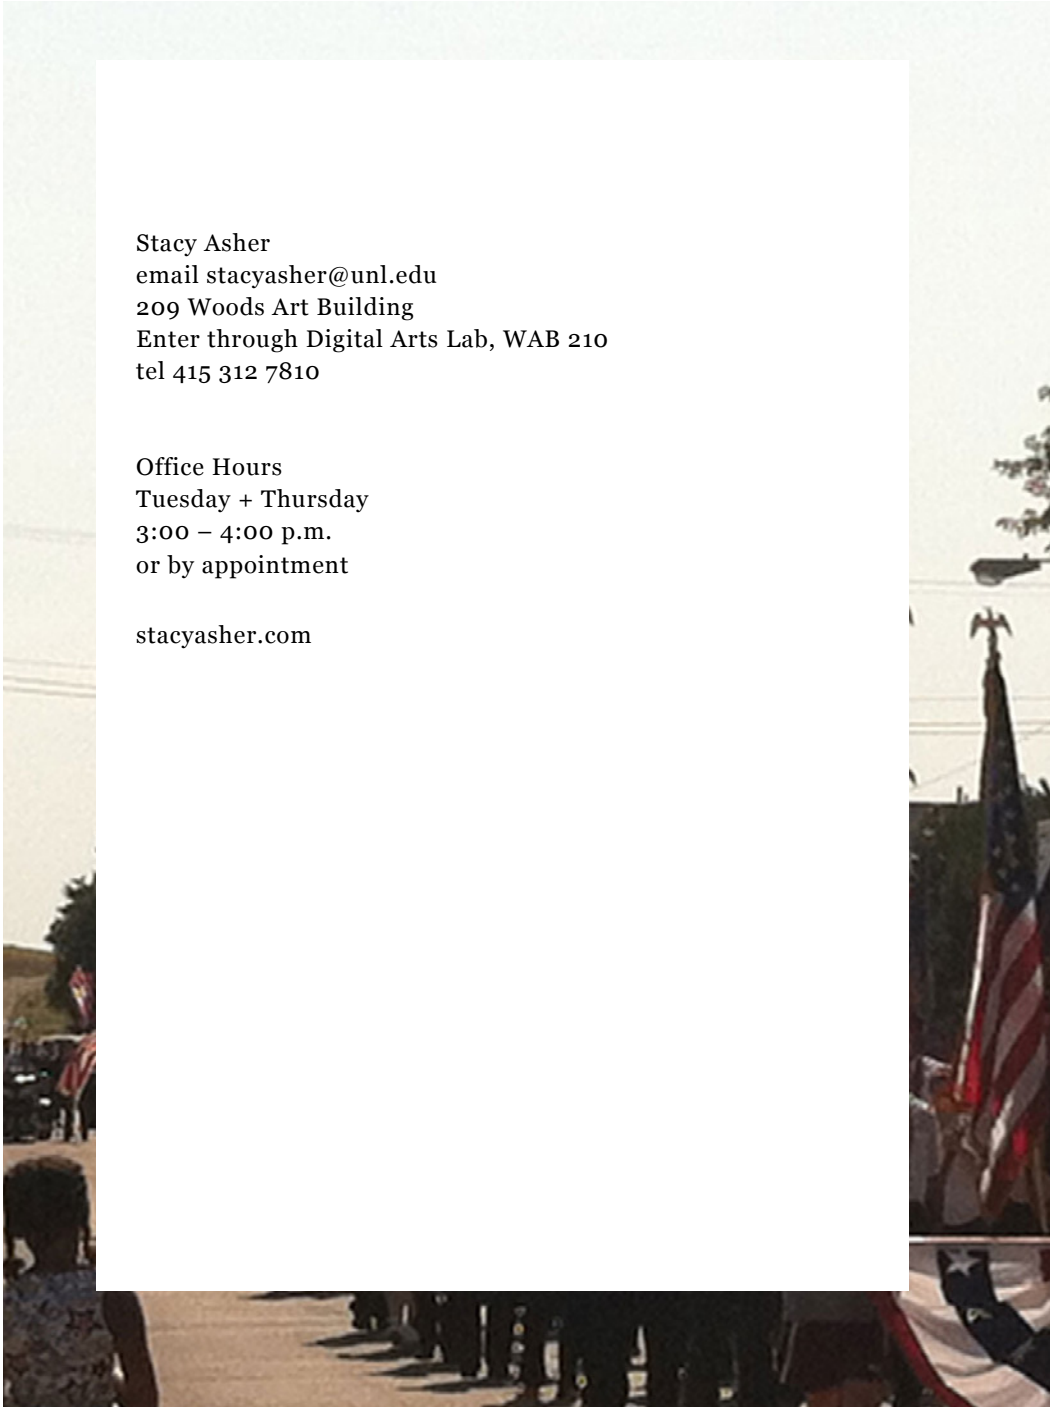 Stacy Asher
email stacyasher@unl.edu
209 Woods Art Building
Enter through Digital Arts Lab, WAB 210
tel 415 312 7810
Office Hours
Tuesday + Thursday
3:00 – 4:00 p.m.
or by appointment
stacyasher.com